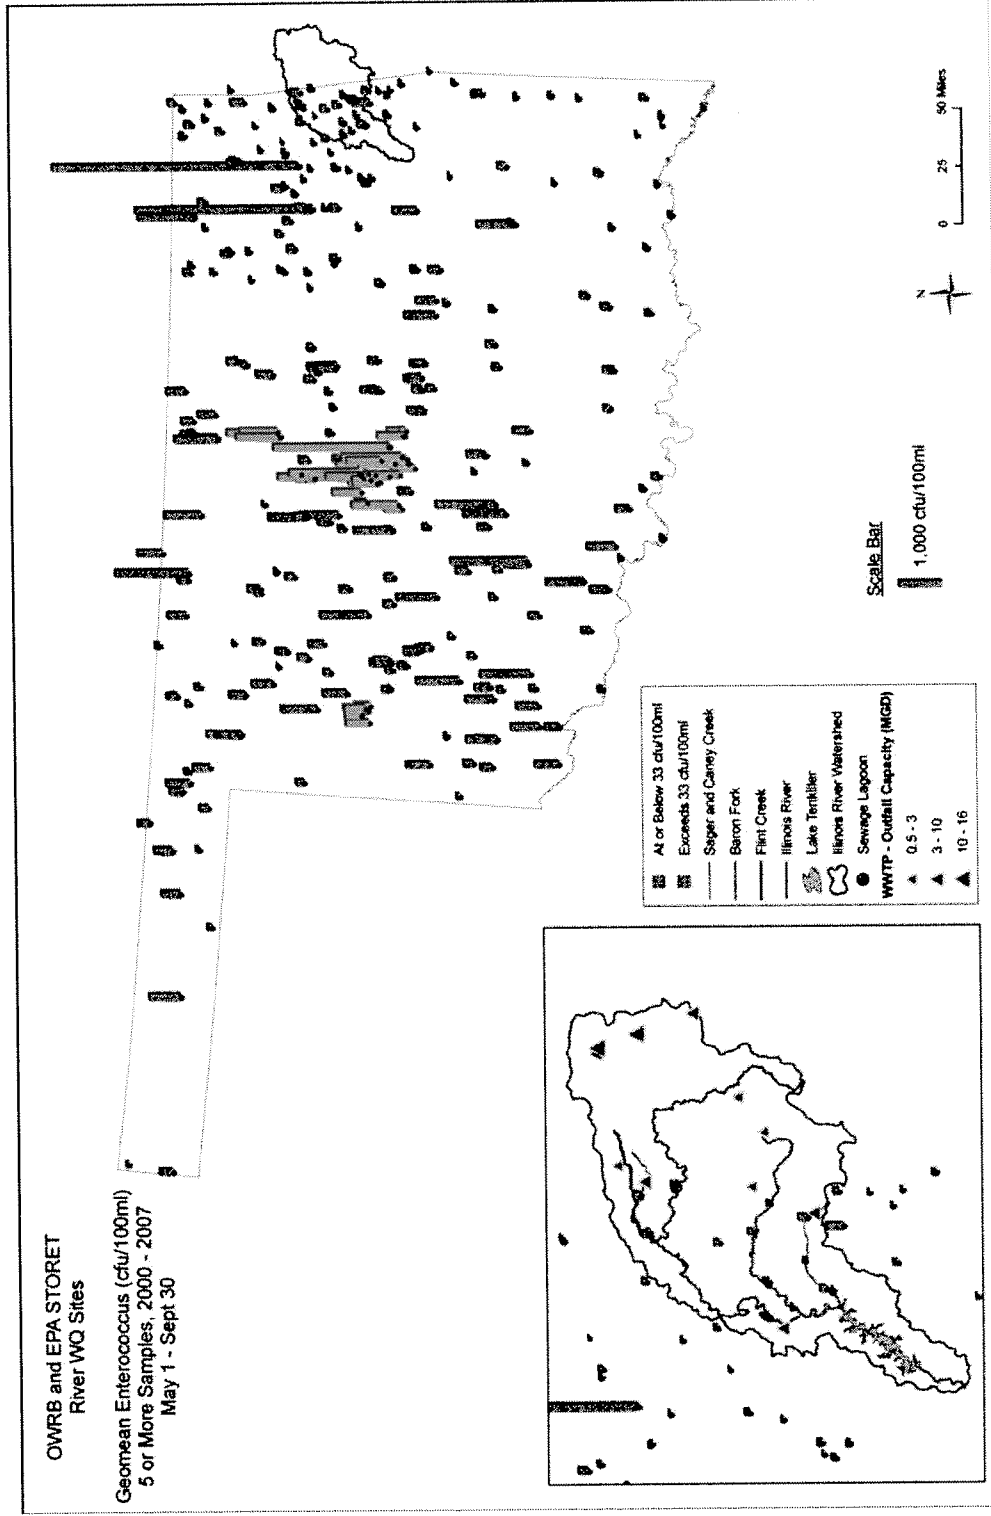 OWRB and EPA STORET
River WQ Sites
Geomean Enterococcus (cfu/100ml)
5 or More Samples, 2000 - 2007
May 1 - Sept 30
At or Below 33 cfu/100ml
Exceeds 33 cfu/100ml
Sager and Caney Creek
Baron Fork
Flint Creek
Illinois River
Lake Tenkiller
Illinois River Watershed
Sewage Lagoon
WWTP - Outfall Capacity (MGD)
0.5 - 3
3 - 10
10 - 16
Scale Bar
1,000 cfu/100ml
N
0 25 50 Miles